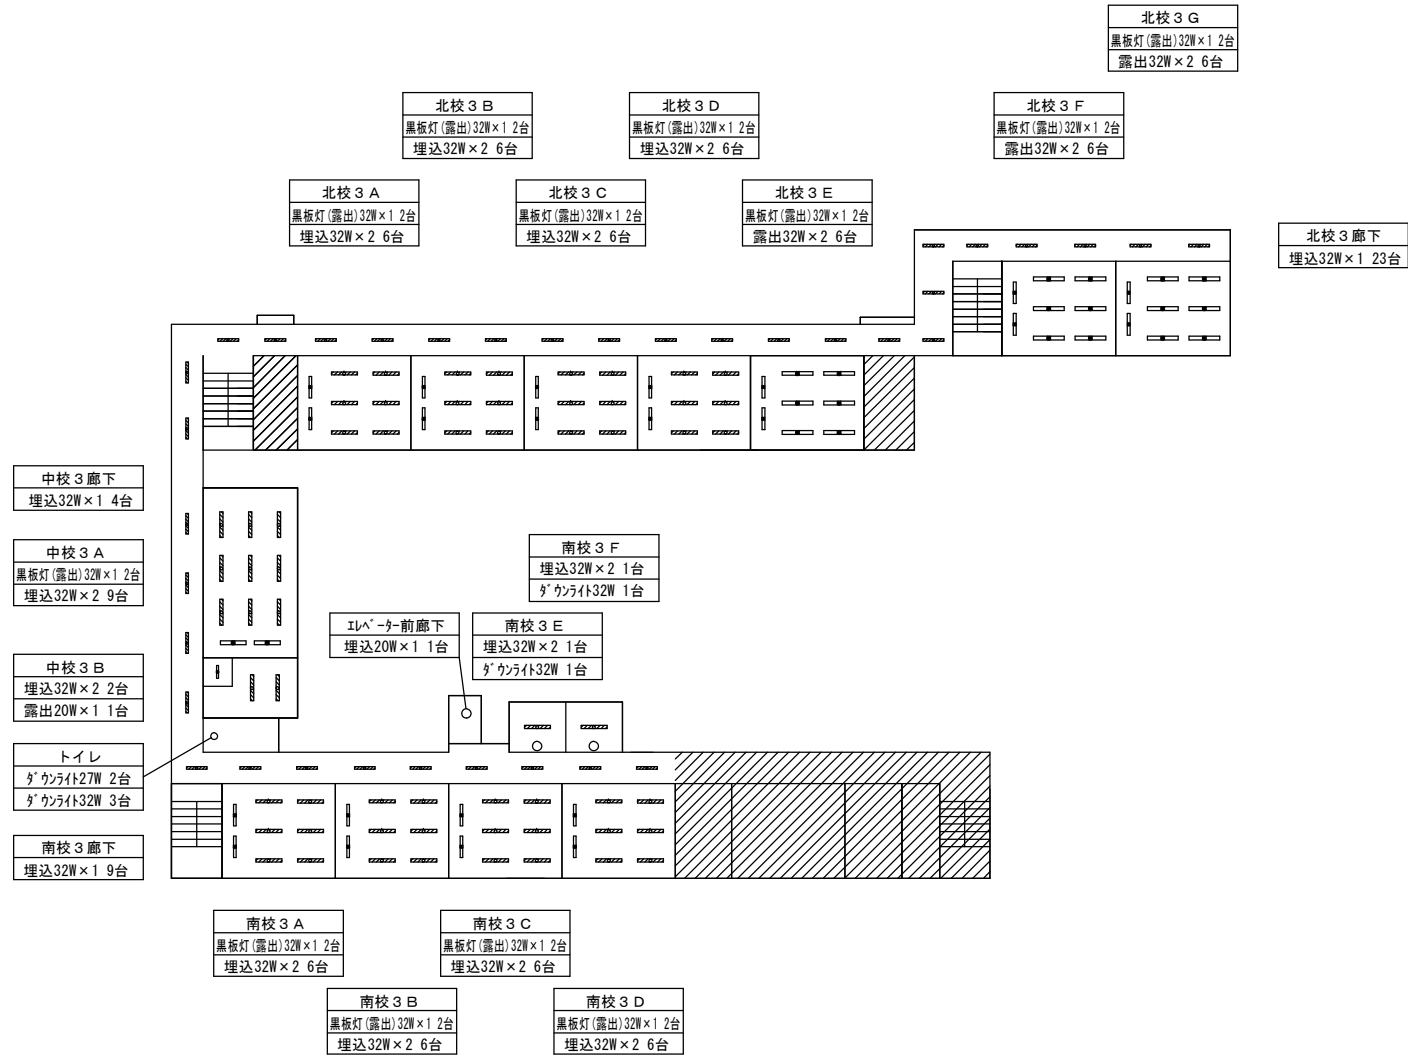 北校３Ｇ
黒板灯(露出)32W×1 2台
露出32W×2 6台
北校３Ｂ
黒板灯(露出)32W×1 2台
埋込32W×2 6台
北校３Ｄ
黒板灯(露出)32W×1 2台
埋込32W×2 6台
北校３Ｆ
黒板灯(露出)32W×1 2台
露出32W×2 6台
北校３Ａ
黒板灯(露出)32W×1 2台
埋込32W×2 6台
北校３Ｃ
黒板灯(露出)32W×1 2台
埋込32W×2 6台
北校３Ｅ
黒板灯(露出)32W×1 2台
露出32W×2 6台
北校３廊下
埋込32W×1 23台
中校３廊下
埋込32W×1 4台
中校３Ａ
黒板灯(露出)32W×1 2台
埋込32W×2 9台
南校３Ｆ
埋込32W×2 1台
ﾀﾞｳﾝﾗｲﾄ32W 1台
ｴﾚﾍﾞｰﾀｰ前廊下
埋込20W×1 1台
南校３Ｅ
埋込32W×2 1台
ﾀﾞｳﾝﾗｲﾄ32W 1台
中校３Ｂ
埋込32W×2 2台
露出20W×1 1台
トイレ
ﾀﾞｳﾝﾗｲﾄ27W 2台
ﾀﾞｳﾝﾗｲﾄ32W 3台
南校３廊下
埋込32W×1 9台
南校３Ａ
黒板灯(露出)32W×1 2台
埋込32W×2 6台
南校３Ｃ
黒板灯(露出)32W×1 2台
埋込32W×2 6台
南校３Ｂ
黒板灯(露出)32W×1 2台
埋込32W×2 6台
南校３Ｄ
黒板灯(露出)32W×1 2台
埋込32W×2 6台